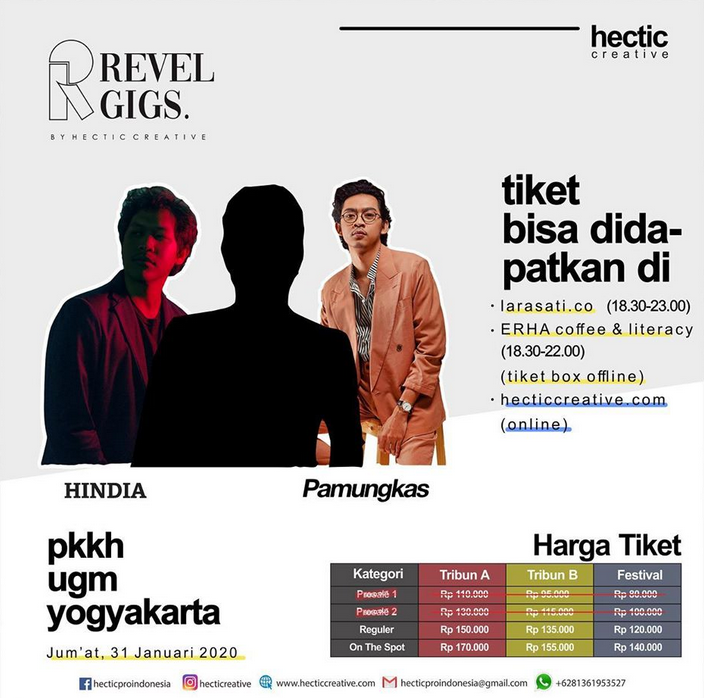 REVEL
GIGS.
BY HECTIC CREATIVE
hectic
creative
tiket
bisa dida-
patkan di
· larasati.co (18.30-23.00)
· ERHA coffee & literacy
(18.30-22.00)
(tiket box offline)
· hecticcreative.com
(online)
HINDIA
Pamungkas
pkkh
ugm
yogyakarta
Jum'at, 31 Januari 2020
Harga Tiket
Kategori Tribun A Tribun B Festival
Presale 1 Rp 110.000 Rp 95.000 Rp 80.000
Presale 2 Rp 130.000 Rp 115.000 Rp 100.000
Reguler Rp 150.000 Rp 135.000 Rp 120.000
On The Spot Rp 170.000 Rp 155.000 Rp 140.000
hecticproindonesia hecticreative www.hecticcreative.com hecticproindonesia@gmail.com +6281361953527